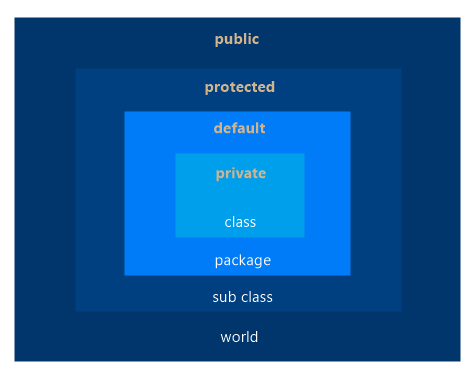 public
protected
default
private
class
package
sub class
world